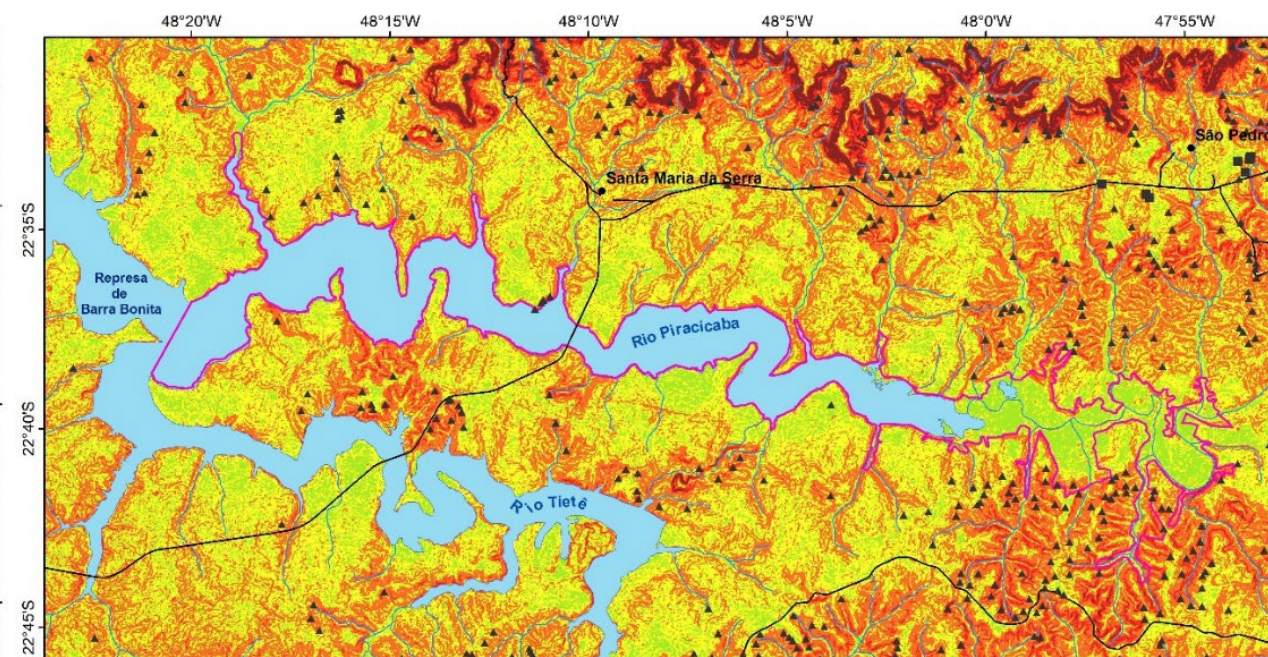 48°20'W
48°15'W
48°10'W
48°5'W
48°0'W
47°55'W
São Pedro
Santa Maria da Serra
22°35'S
Represa
de
Barra Bonita
Rio Piracicaba
22°40'S
Rio Tietê
22°45'S